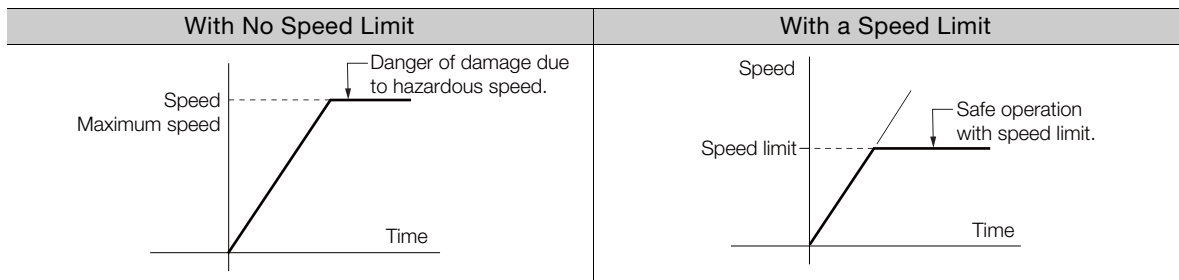 With No Speed Limit
With a Speed Limit
Danger of damage due
to hazardous speed.
Speed
Maximum speed
Time
Speed
Safe operation
with speed limit.
Speed limit
Time